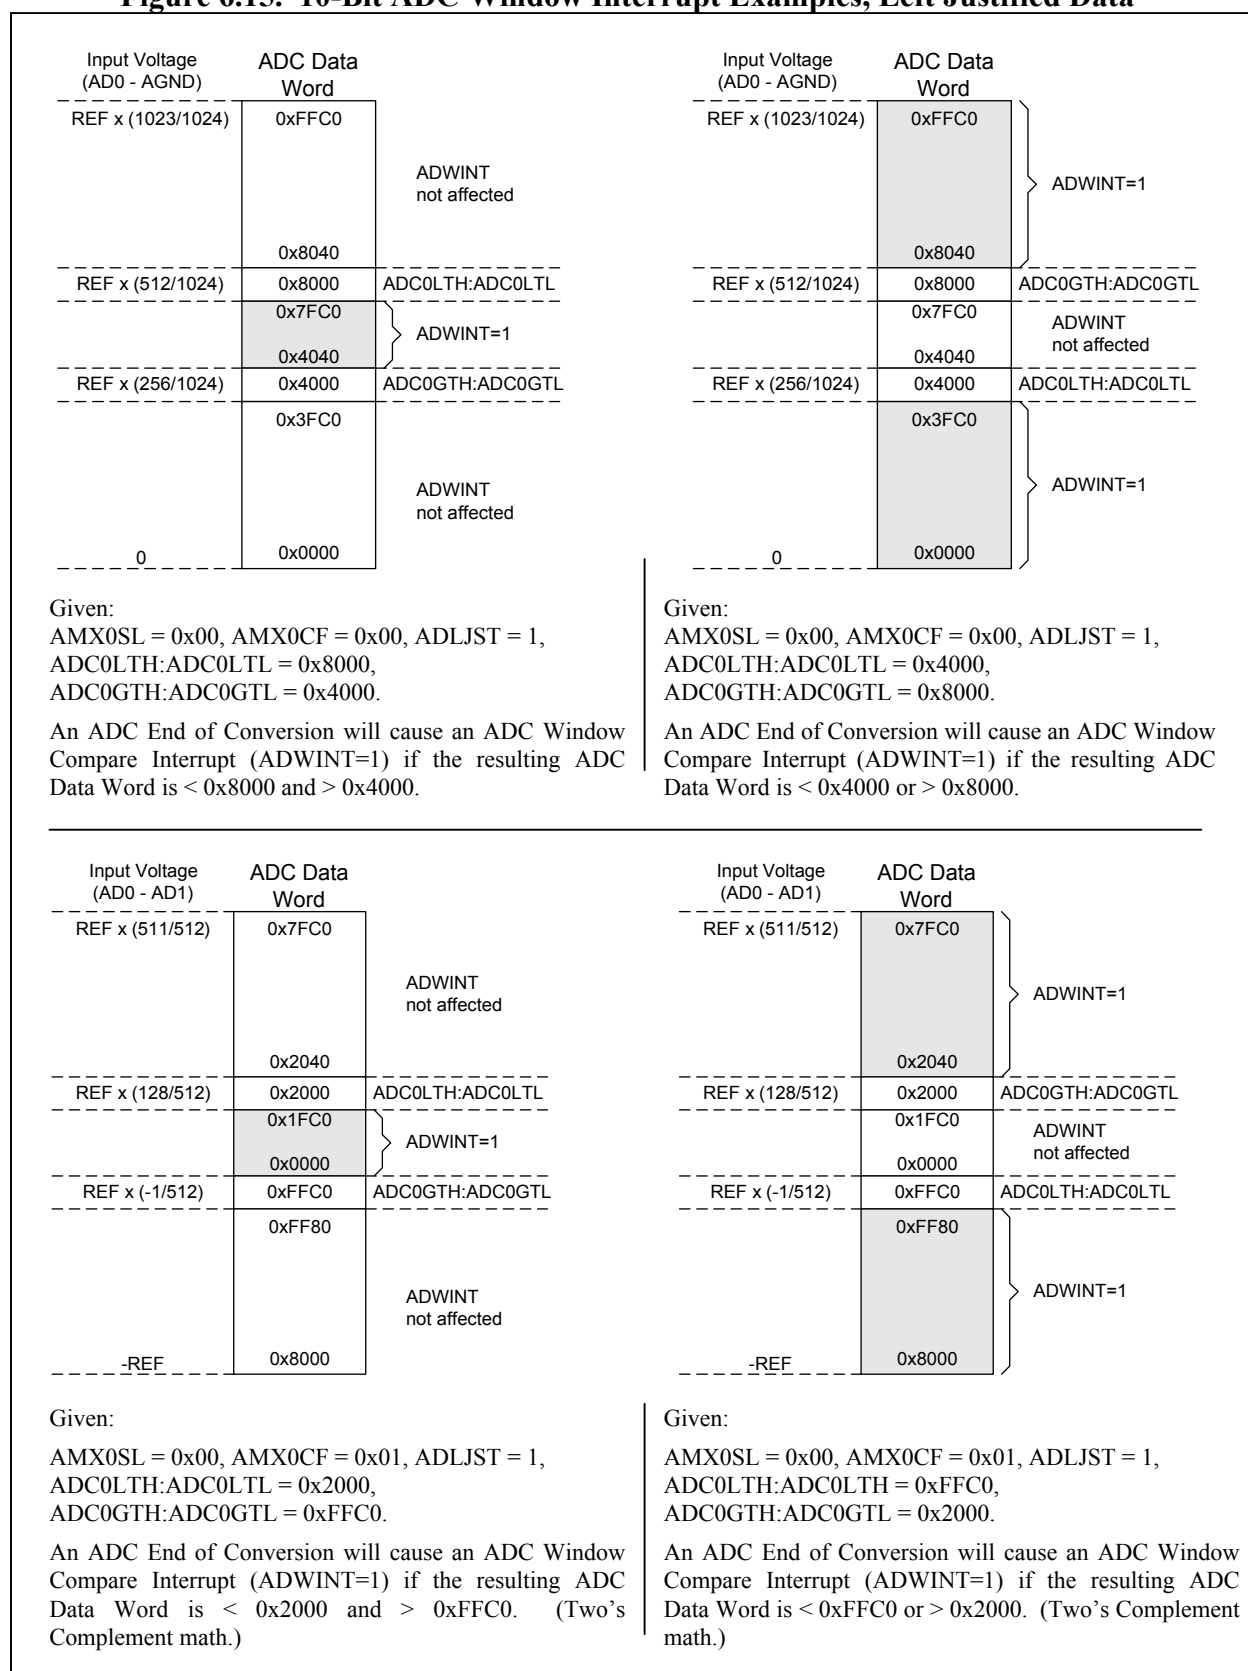 Figure 6.15. 10-Bit ADC Window Interrupt Examples, Left Justified Data
Input Voltage
(AD0 - AGND)
ADC Data
Word
REF x (1023/1024)
0xFFC0
ADWINT
not affected
0x8040
REF x (512/1024)
0x8000
ADC0LTH:ADC0LTL
0x7FC0
ADWINT=1
0x4040
REF x (256/1024)
0x4000
ADC0GTH:ADC0GTL
0x3FC0
ADWINT
not affected
0
0x0000
Given:
AMX0SL = 0x00, AMX0CF = 0x00, ADLJST = 1,
ADC0LTH:ADC0LTL = 0x8000,
ADC0GTH:ADC0GTL = 0x4000.
An ADC End of Conversion will cause an ADC Window
Compare Interrupt (ADWINT=1) if the resulting ADC
Data Word is < 0x8000 and > 0x4000.
Input Voltage
(AD0 - AGND)
ADC Data
Word
REF x (1023/1024)
0xFFC0
ADWINT=1
0x8040
REF x (512/1024)
0x8000
ADC0GTH:ADC0GTL
0x7FC0
ADWINT
not affected
0x4040
REF x (256/1024)
0x4000
ADC0LTH:ADC0LTL
0x3FC0
ADWINT=1
0
0x0000
Given:
AMX0SL = 0x00, AMX0CF = 0x00, ADLJST = 1,
ADC0LTH:ADC0LTL = 0x4000,
ADC0GTH:ADC0GTL = 0x8000.
An ADC End of Conversion will cause an ADC Window
Compare Interrupt (ADWINT=1) if the resulting ADC
Data Word is < 0x4000 or > 0x8000.
Input Voltage
(AD0 - AD1)
ADC Data
Word
REF x (511/512)
0x7FC0
ADWINT
not affected
0x2040
REF x (128/512)
0x2000
ADC0LTH:ADC0LTL
0x1FC0
ADWINT=1
0x0000
REF x (-1/512)
0xFFC0
ADC0GTH:ADC0GTL
0xFF80
ADWINT
not affected
-REF
0x8000
Given:
AMX0SL = 0x00, AMX0CF = 0x01, ADLJST = 1,
ADC0LTH:ADC0LTL = 0x2000,
ADC0GTH:ADC0GTL = 0xFFC0.
An ADC End of Conversion will cause an ADC Window
Compare Interrupt (ADWINT=1) if the resulting ADC
Data Word is < 0x2000 and > 0xFFC0. (Two's
Complement math.)
Input Voltage
(AD0 - AD1)
ADC Data
Word
REF x (511/512)
0x7FC0
ADWINT=1
0x2040
REF x (128/512)
0x2000
ADC0GTH:ADC0GTL
0x1FC0
ADWINT
not affected
0x0000
REF x (-1/512)
0xFFC0
ADC0LTH:ADC0LTL
0xFF80
ADWINT=1
-REF
0x8000
Given:
AMX0SL = 0x00, AMX0CF = 0x01, ADLJST = 1,
ADC0LTH:ADC0LTH = 0xFFC0,
ADC0GTH:ADC0GTL = 0x2000.
An ADC End of Conversion will cause an ADC Window
Compare Interrupt (ADWINT=1) if the resulting ADC
Data Word is < 0xFFC0 or > 0x2000. (Two's Complement
math.)